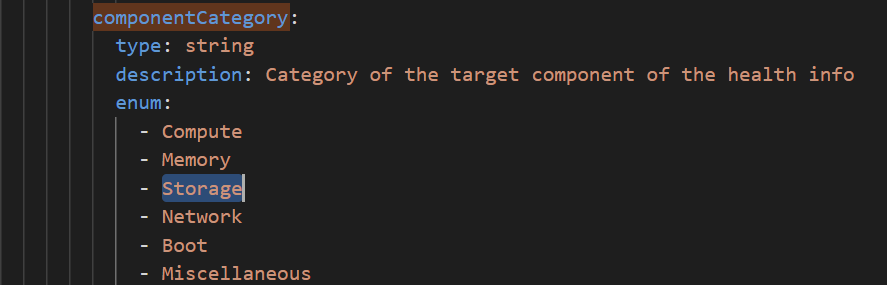 componentCategory:
type: string
description: Category of the target component of the health info
enum:
- Compute
- Memory
- Storage
- Network
- Boot
- Miscellaneous